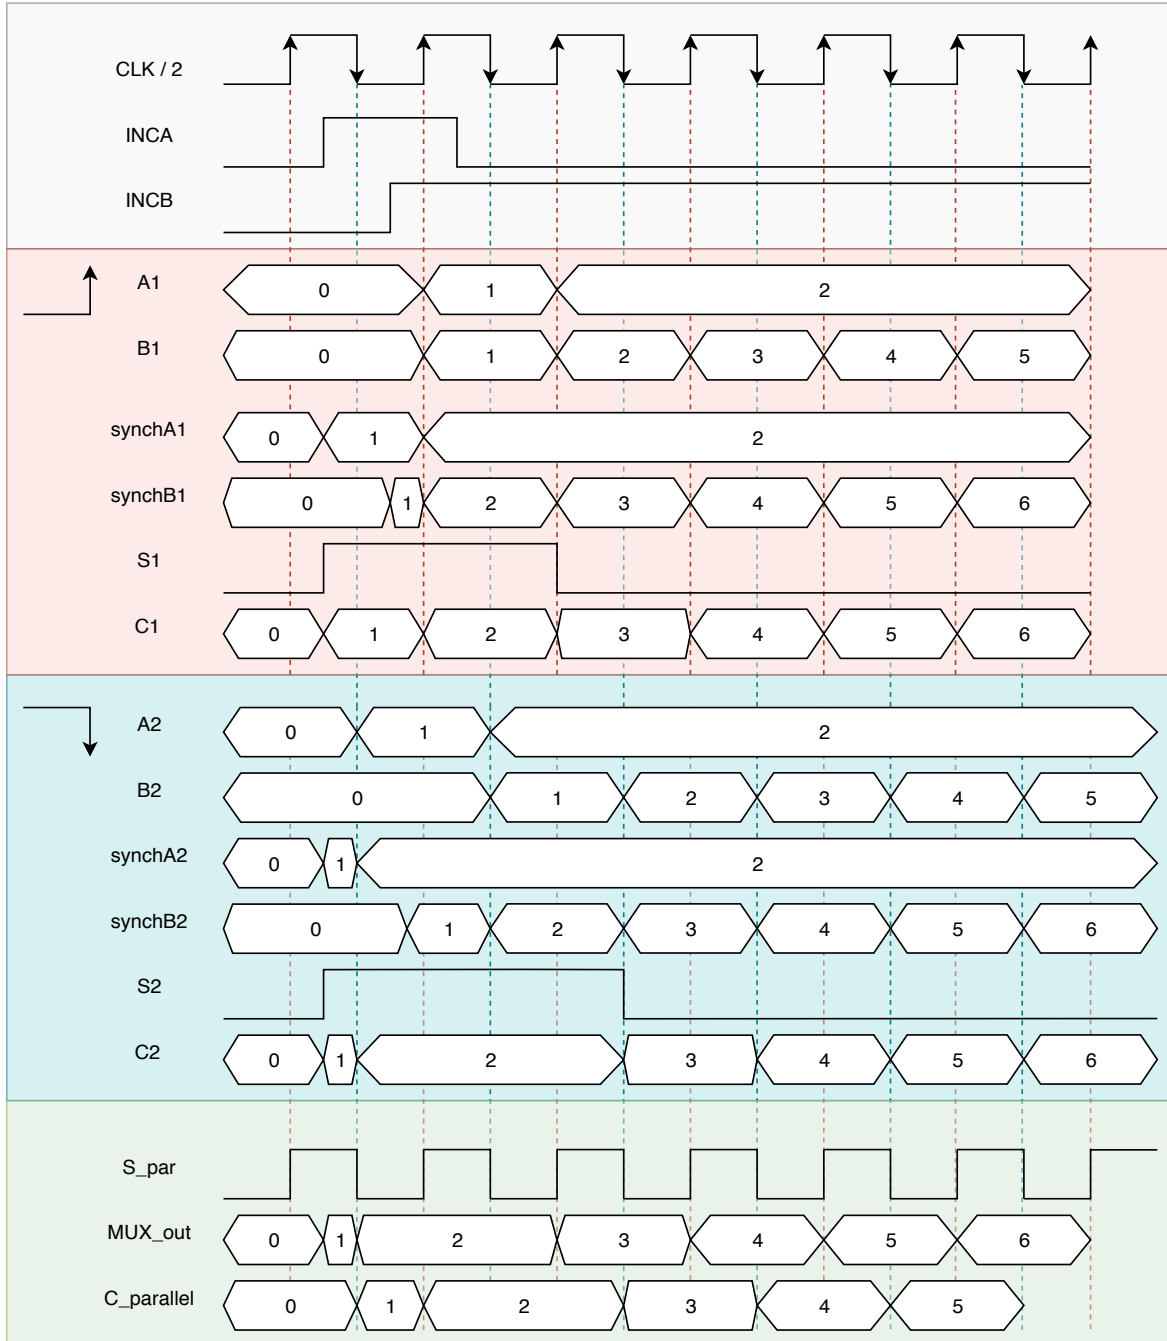 CLK / 2
INCA
INCB
A1 0 1 2
B1 0 1 2 3 4 5
synchA1 0 1 2
synchB1 0 1 2 3 4 5 6
S1
C1 0 1 2 3 4 5 6
A2 0 1 2
B2 0 1 2 3 4 5
synchA2 0 1 2
synchB2 0 1 2 3 4 5 6
S2
C2 0 1 2 3 4 5 6
S_par
MUX_out 0 1 2 3 4 5 6
C_parallel 0 1 2 3 4 5